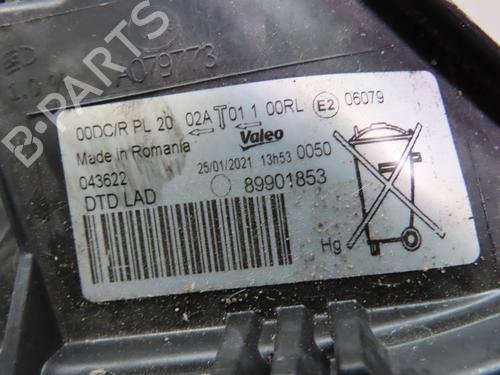 A079773
00DC/R PL 20 02A T 01 1 00RL E2 06079
Made in Romania Valeo
25/01/2021 13h53 0050
043622 89901853
DTD LAD
Hg
B-PARTS